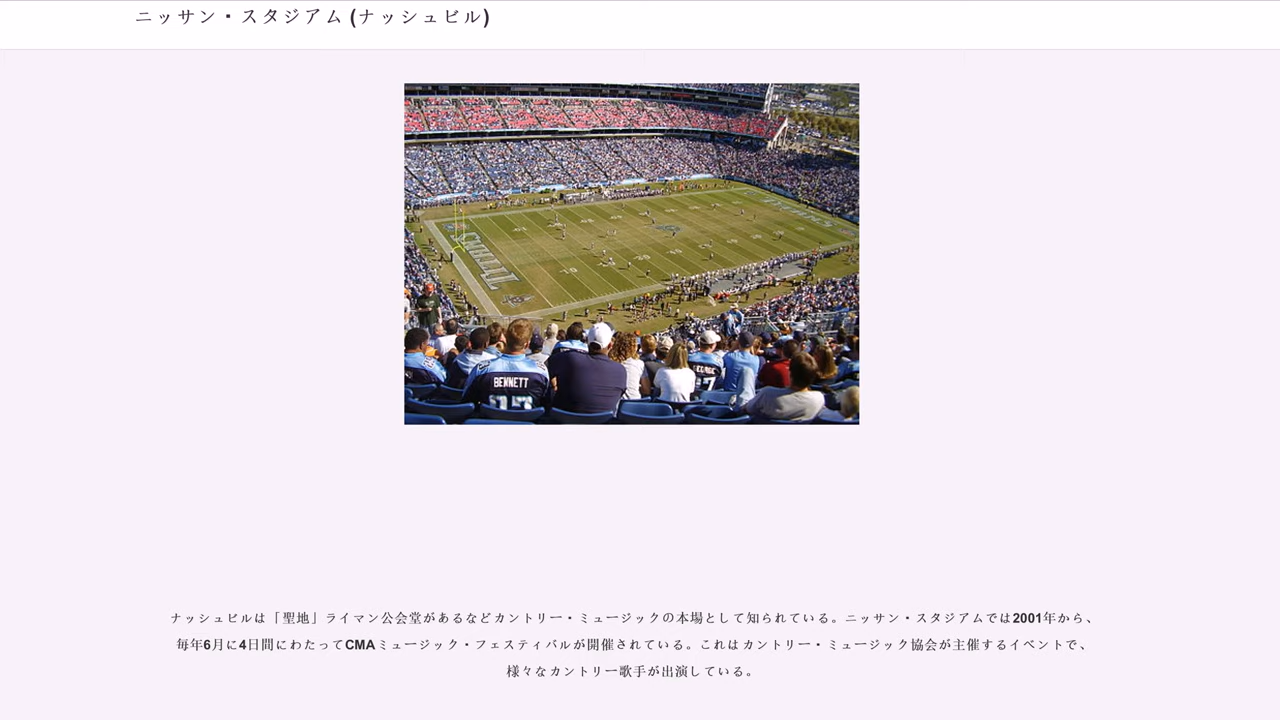 ニッサン・スタジアム (ナッシュビル)
TITANS
BENNETT
ナッシュビルは「聖地」ライマン公会堂があるなどカントリー・ミュージックの本場として知られている。ニッサン・スタジアムでは2001年から、
毎年6月に4日間にわたってCMAミュージック・フェスティバルが開催されている。これはカントリー・ミュージック協会が主催するイベントで、
様々なカントリー歌手が出演している。